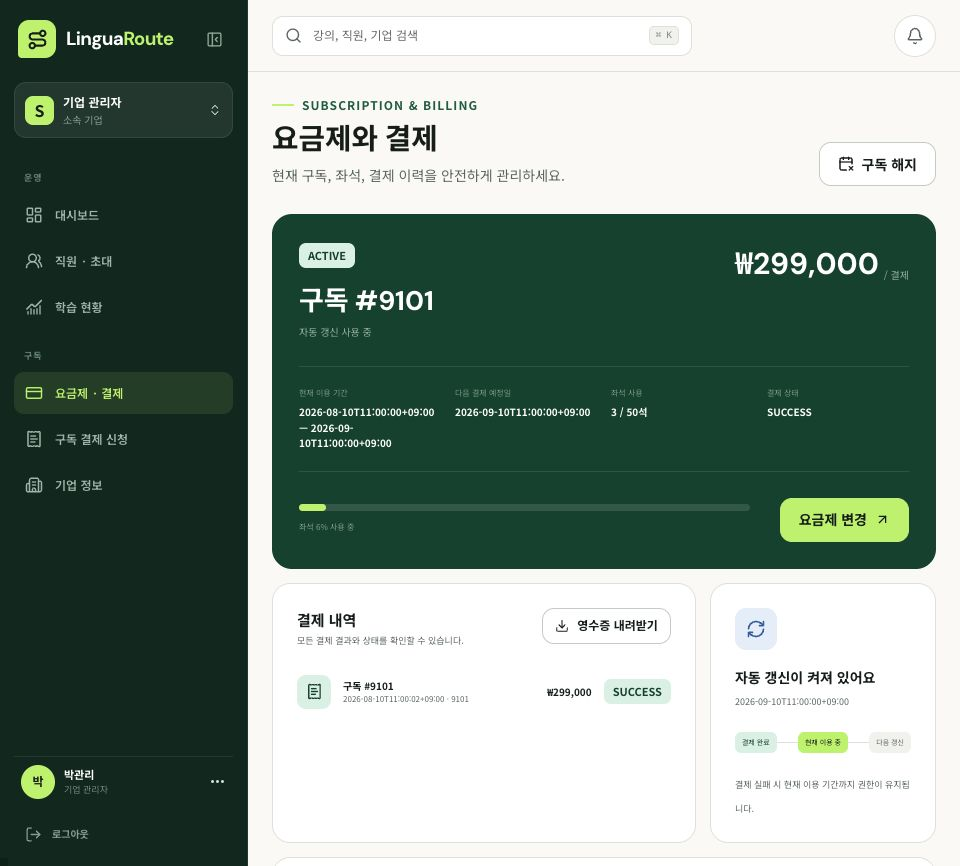 LinguaRoute
S
기업 관리자
소속 기업
운영
대시보드
직원 · 초대
학습 현황
구독
요금제 · 결제
구독 결제 신청
기업 정보
박
박관리
기업 관리자
로그아웃
강의, 직원, 기업 검색
⌘ K
SUBSCRIPTION & BILLING
요금제와 결제
현재 구독, 좌석, 결제 이력을 안전하게 관리하세요.
구독 해지
ACTIVE
구독 #9101
자동 갱신 사용 중
₩299,000 / 결제
현재 이용 기간
2026-08-10T11:00:00+09:00
— 2026-09-
10T11:00:00+09:00
다음 결제 예정일
2026-09-10T11:00:00+09:00
좌석 사용
3 / 50석
결제 상태
SUCCESS
좌석 6% 사용 중
요금제 변경
결제 내역
모든 결제 결과와 상태를 확인할 수 있습니다.
영수증 내려받기
구독 #9101
2026-08-10T11:00:02+09:00 · 9101
₩299,000
SUCCESS
자동 갱신이 켜져 있어요
2026-09-10T11:00:00+09:00
결제 완료
현재 이용 중
다음 갱신
결제 실패 시 현재 이용 기간까지 권한이 유지됩
니다.